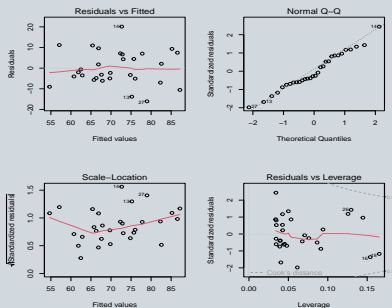 Residuals vs Fitted
Residuals
20
10
0
-10
-20
14
13
27
55 60 65 70 75 80 85
Fitted values
Normal Q-Q
Standardized residuals
2
1
0
-1
-2
14
13
27
-2 -1 0 1 2
Theoretical Quantiles
Scale-Location
√|Standardized residuals|
1.5
1.0
0.5
0.0
14
13
27
55 60 65 70 75 80 85
Fitted values
Residuals vs Leverage
Standardized residuals
2
1
0
-1
-2
26
Cook's distance
0.00 0.05 0.10 0.15
Leverage